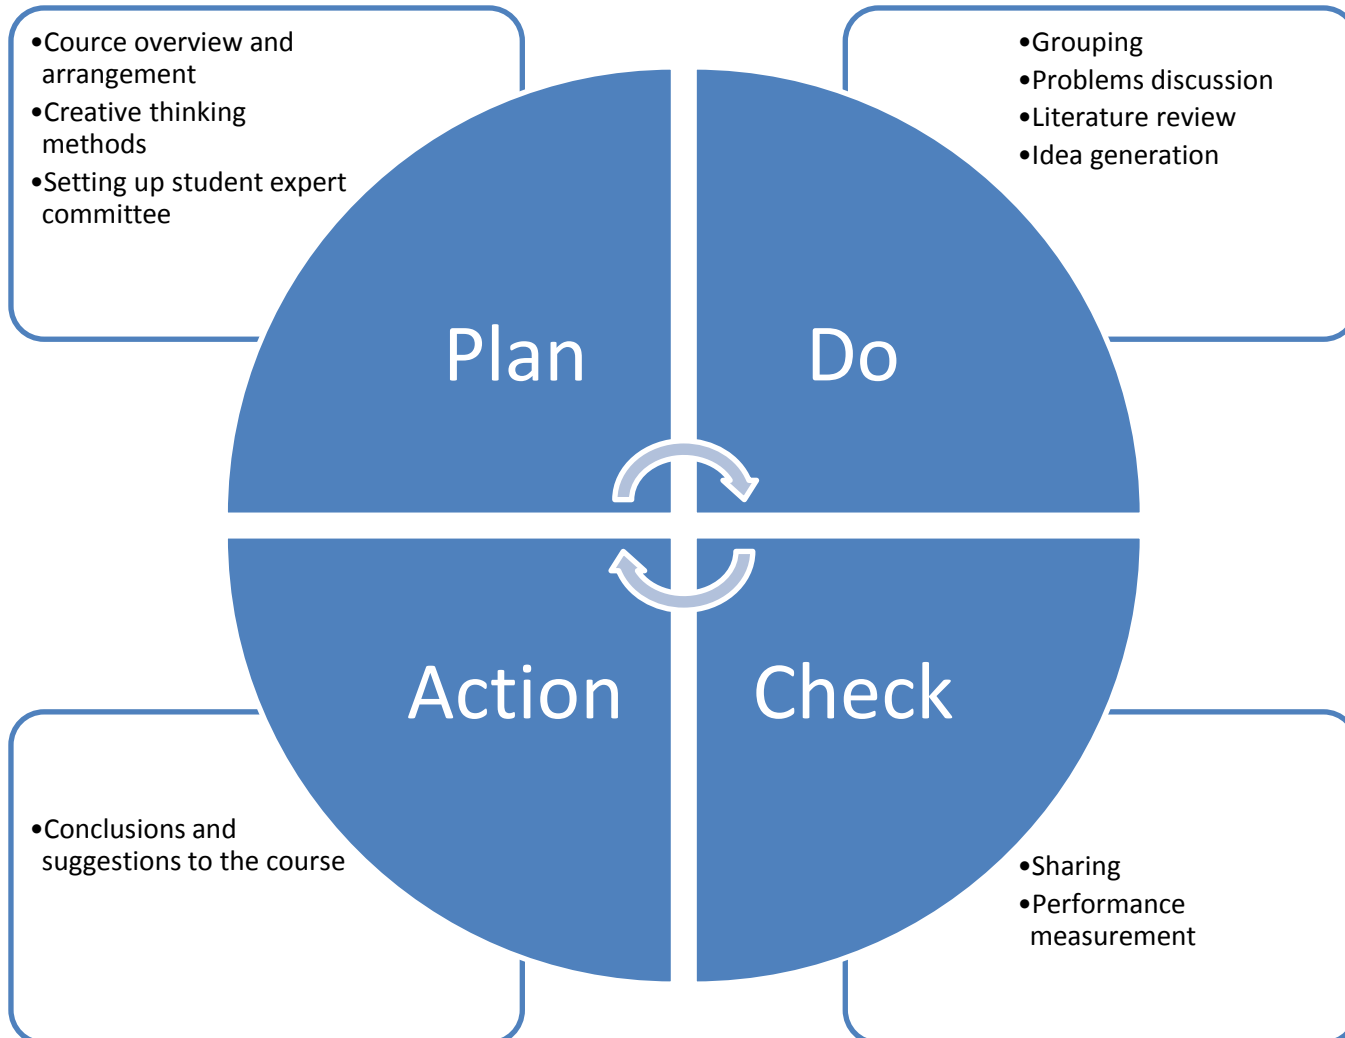 •Cource overview and
arrangement
•Creative thinking
methods
•Setting up student expert
committee
•Grouping
•Problems discussion
•Literature review
•Idea generation
Plan
Do
Action
Check
•Conclusions and
suggestions to the course
•Sharing
•Performance
measurement